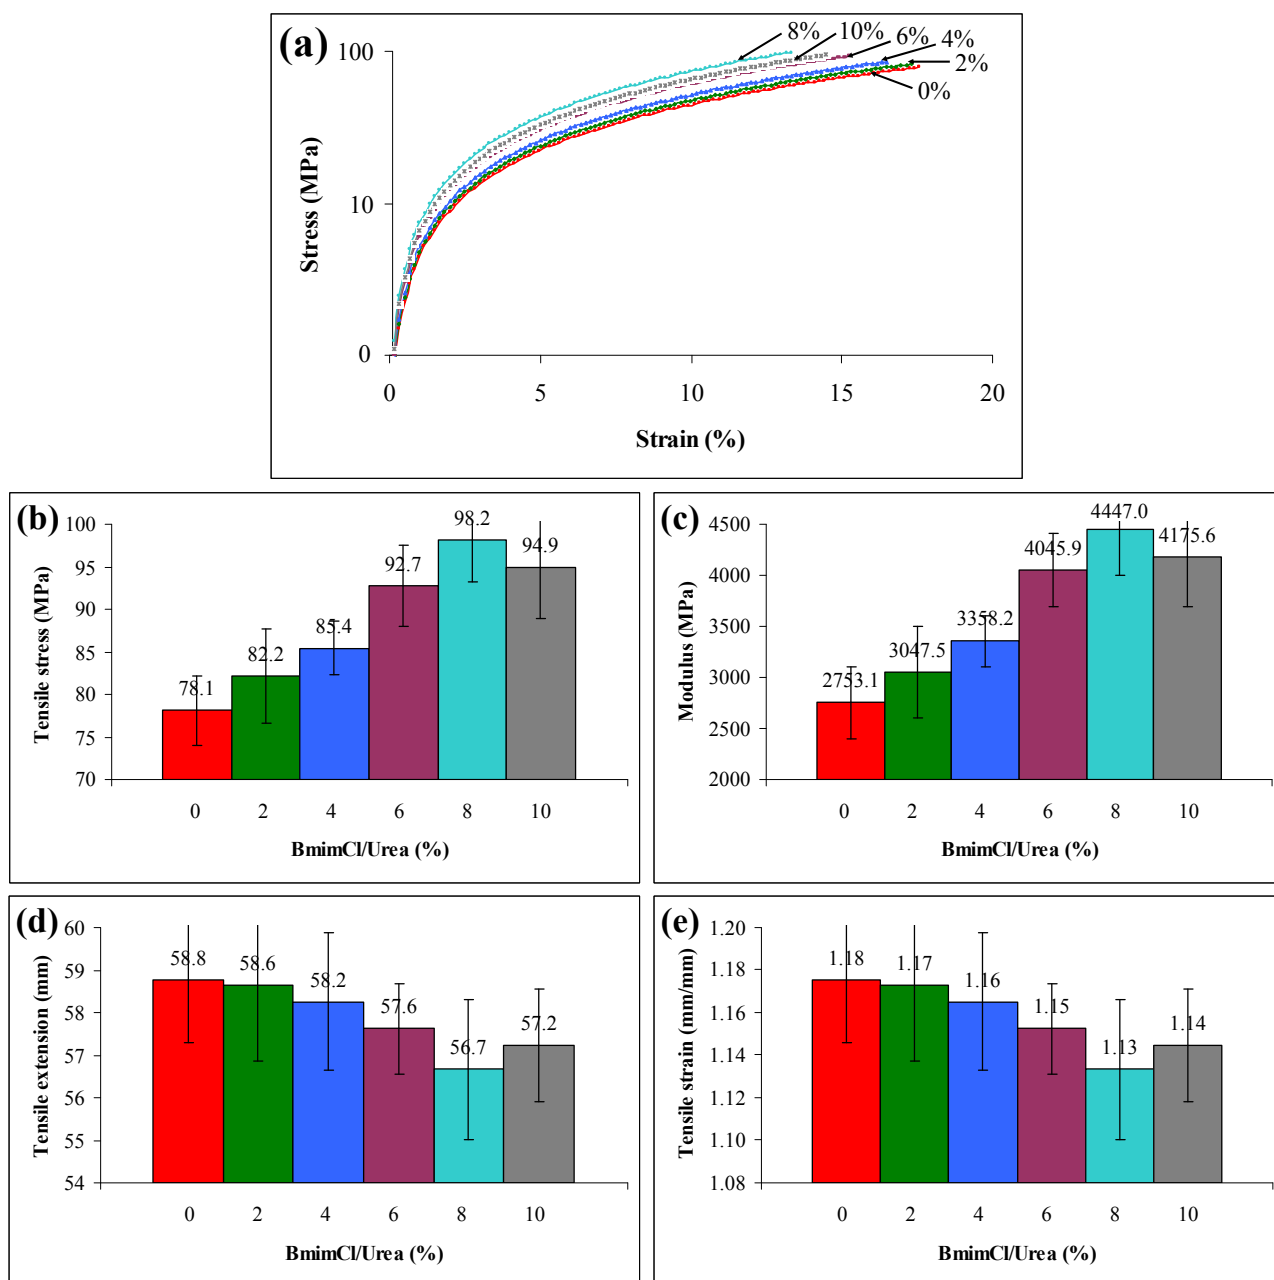 (a)
8% 10% 6% 4%
2%
0%
100
10
0
Stress (MPa)
0 5 10 15 20
Strain (%)
(b)
100
95
90
85
80
75
70
Tensile stress (MPa)
78.1 82.2 85.4 92.7 98.2 94.9
0 2 4 6 8 10
BmimCl/Urea (%)
(c)
4500
4000
3500
3000
2500
2000
Modulus (MPa)
2753.1 3047.5 3358.2 4045.9 4447.0 4175.6
0 2 4 6 8 10
BmimCl/Urea (%)
(d)
60
59
58
57
56
55
54
Tensile extension (mm)
58.8 58.6 58.2 57.6 56.7 57.2
0 2 4 6 8 10
BmimCl/Urea (%)
(e)
1.20
1.18
1.16
1.14
1.12
1.10
1.08
Tensile strain (mm/mm)
1.18 1.17 1.16 1.15 1.13 1.14
0 2 4 6 8 10
BmimCl/Urea (%)